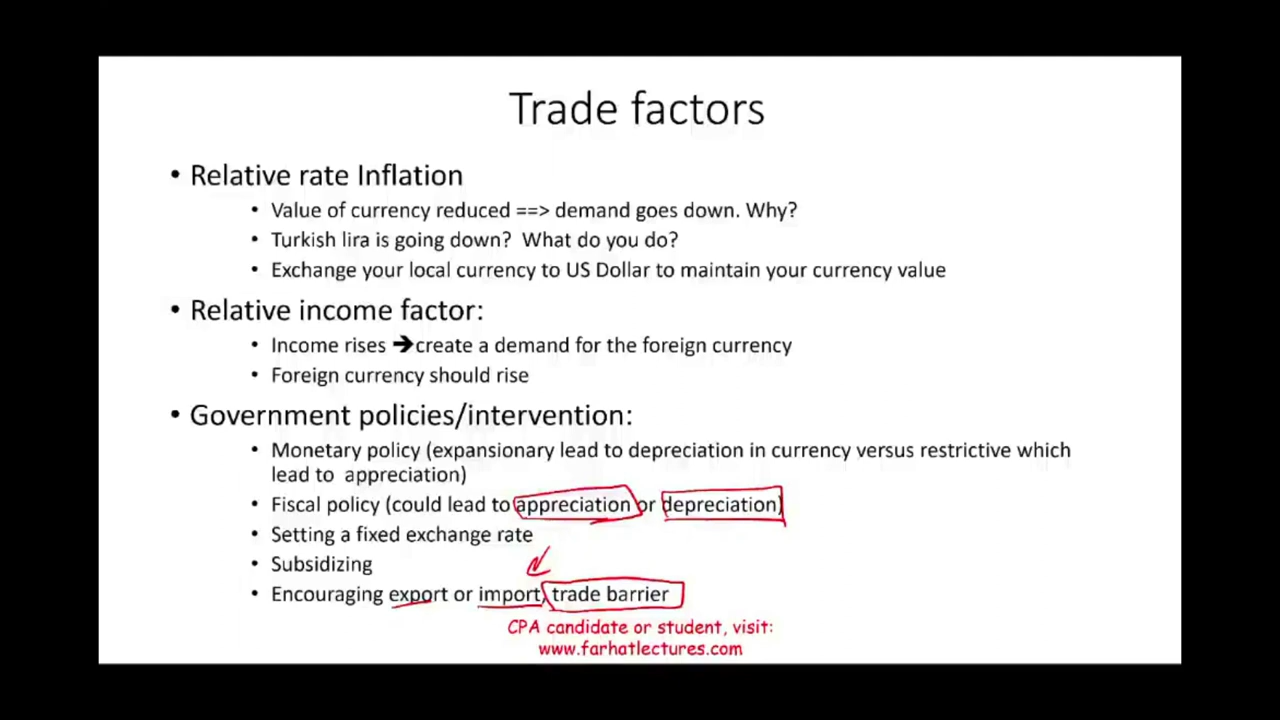 Trade factors
• Relative rate Inflation
• Value of currency reduced ==> demand goes down. Why?
• Turkish lira is going down? What do you do?
• Exchange your local currency to US Dollar to maintain your currency value
• Relative income factor:
• Income rises ➔create a demand for the foreign currency
• Foreign currency should rise
• Government policies/intervention:
• Monetary policy (expansionary lead to depreciation in currency versus restrictive which
lead to appreciation)
• Fiscal policy (could lead to appreciation or depreciation)
• Setting a fixed exchange rate
• Subsidizing
• Encouraging export or import, trade barrier
CPA candidate or student, visit:
www.farhatlectures.com